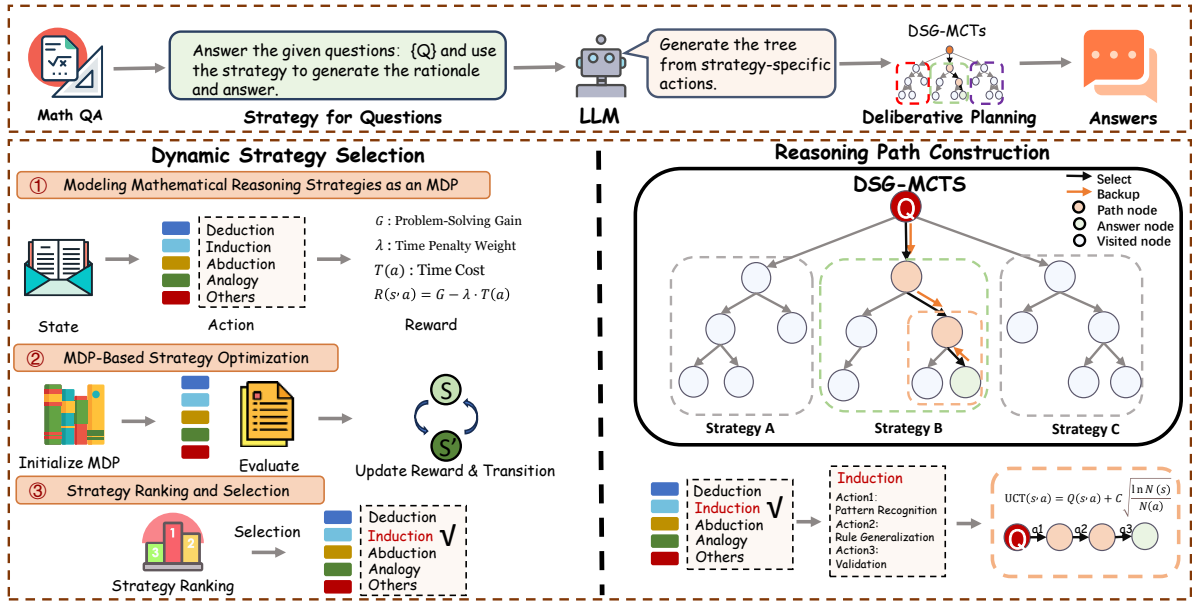 Answer the given questions: {Q} and use
the strategy to generate the rationale
and answer.
Generate the tree
from strategy-specific
actions.
DSG-MCTs
Math QA
Strategy for Questions
LLM
Deliberative Planning
Answers
Dynamic Strategy Selection
① Modeling Mathematical Reasoning Strategies as an MDP
Deduction
Induction
Abduction
Analogy
Others
G : Problem-Solving Gain
λ : Time Penalty Weight
T(a) : Time Cost
R(s·a) = G − λ · T(a)
State
Action
Reward
② MDP-Based Strategy Optimization
S
S'
Initialize MDP
Evaluate
Update Reward & Transition
③ Strategy Ranking and Selection
1
2
3
Strategy Ranking
Selection
Deduction
Induction √
Abduction
Analogy
Others
Reasoning Path Construction
DSG-MCTS
Q
Select
Backup
Path node
Answer node
Visited node
Strategy A
Strategy B
Strategy C
Deduction
Induction √
Abduction
Analogy
Others
Induction
Action1:
Pattern Recognition
Action2:
Rule Generalization
Action3:
Validation
UCT(s·a) = Q(s·a) + C √(ln N(s) / N(a))
Q a1 a2 a3